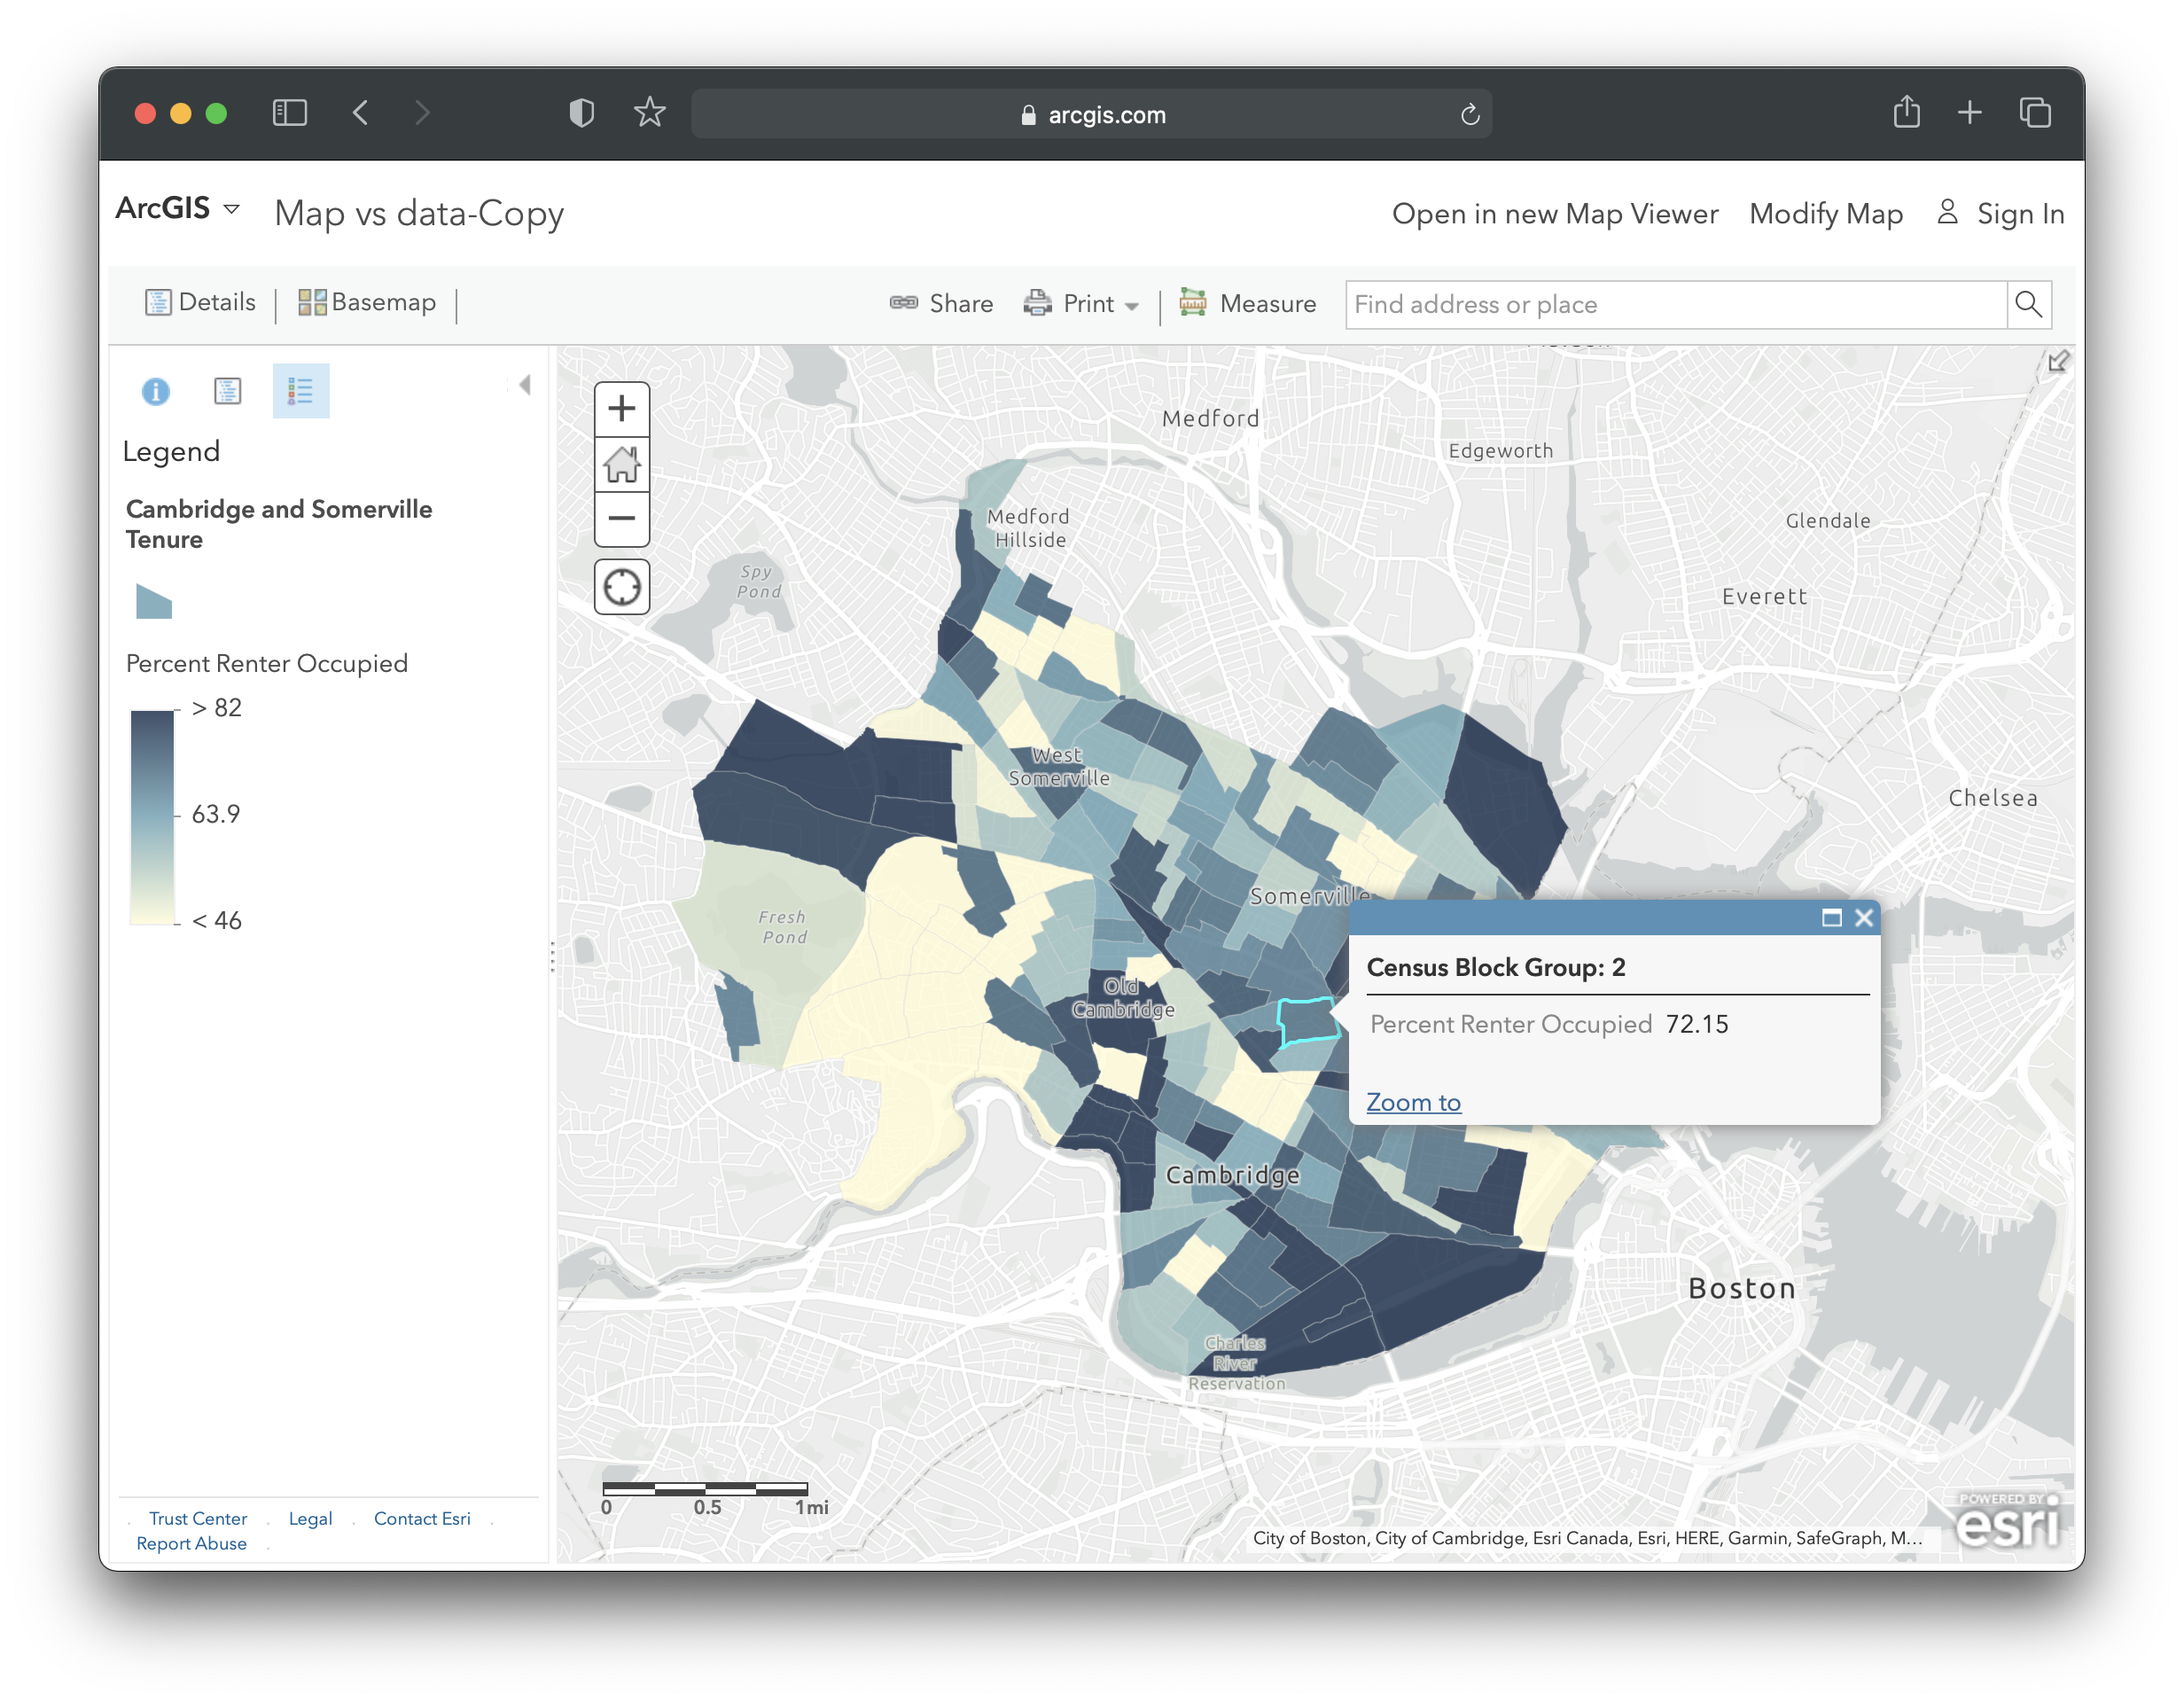 arcgis.com
ArcGIS
Map vs data-Copy
Open in new Map Viewer
Modify Map
Sign In
Details
Basemap
Share
Print
Measure
Find address or place
Legend
Cambridge and Somerville
Tenure
Percent Renter Occupied
> 82
63.9
< 46
Trust Center
Legal
Contact Esri
Report Abuse
Medford
Edgeworth
Medford
Hillside
Glendale
Spy
Pond
Everett
West
Somerville
Chelsea
Somerville
Fresh
Pond
Old
Cambridge
Census Block Group: 2
Percent Renter Occupied 72.15
Zoom to
Cambridge
Boston
Charles
River
Reservation
0 0.5 1mi
City of Boston, City of Cambridge, Esri Canada, Esri, HERE, Garmin, SafeGraph, M...
POWERED BY
esri